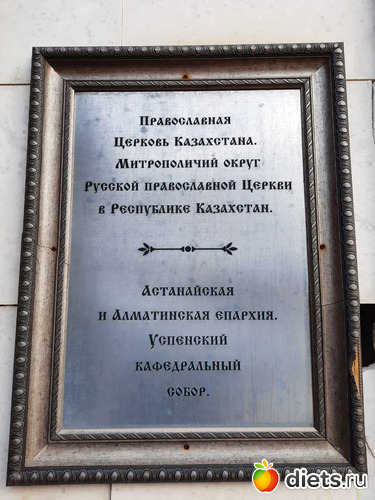 Православная
Церковь Казахстана.
Митрополичий округ
Русской православной Церкви
в Республике Казахстан.
Астанайская
и Алматинская епархия.
Успенский
кафедральный
собор.
diets.ru